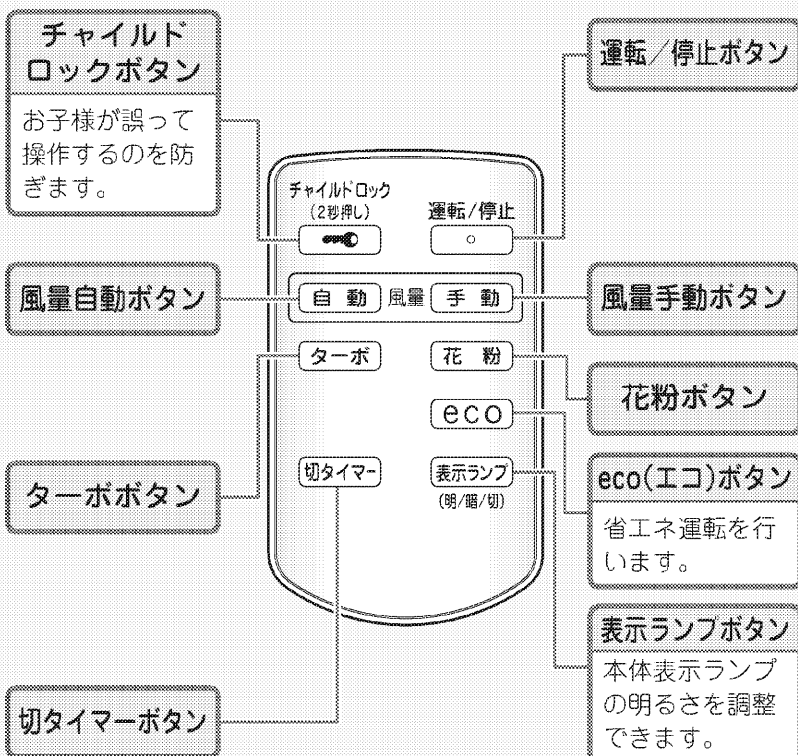 チャイルド
ロックボタン
お子様が誤って
操作するのを防
ぎます。
運転／停止ボタン
チャイルドロック
(2秒押し)
運転/停止
風量自動ボタン
自動 風量 手動
風量手動ボタン
ターボ 花粉
花粉ボタン
eco
ターボボタン
切タイマー 表示ランプ
(明/暗/切)
eco(エコ)ボタン
省エネ運転を行
います。
表示ランプボタン
本体表示ランプ
の明るさを調整
できます。
切タイマーボタン